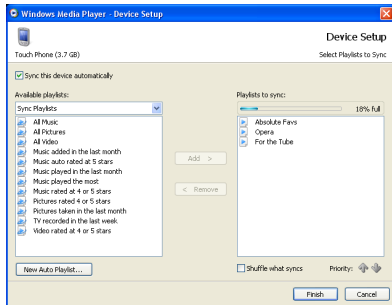 Windows Media Player - Device Setup
Device Setup
Touch Phone (3.7 GB)
Select Playlists to Sync
Sync this device automatically
Available playlists:
Sync Playlists
All Music
All Pictures
All Video
Music added in the last month
Music auto rated at 5 stars
Music played in the last month
Music played the most
Music rated at 4 or 5 stars
Pictures rated 4 or 5 stars
Pictures taken in the last month
TV recorded in the last week
Video rated at 4 or 5 stars
New Auto Playlist...
Add >
< Remove
Playlists to sync:
18% full
Absolute Favs
Opera
For the Tube
Shuffle what syncs
Priority:
Finish
Cancel